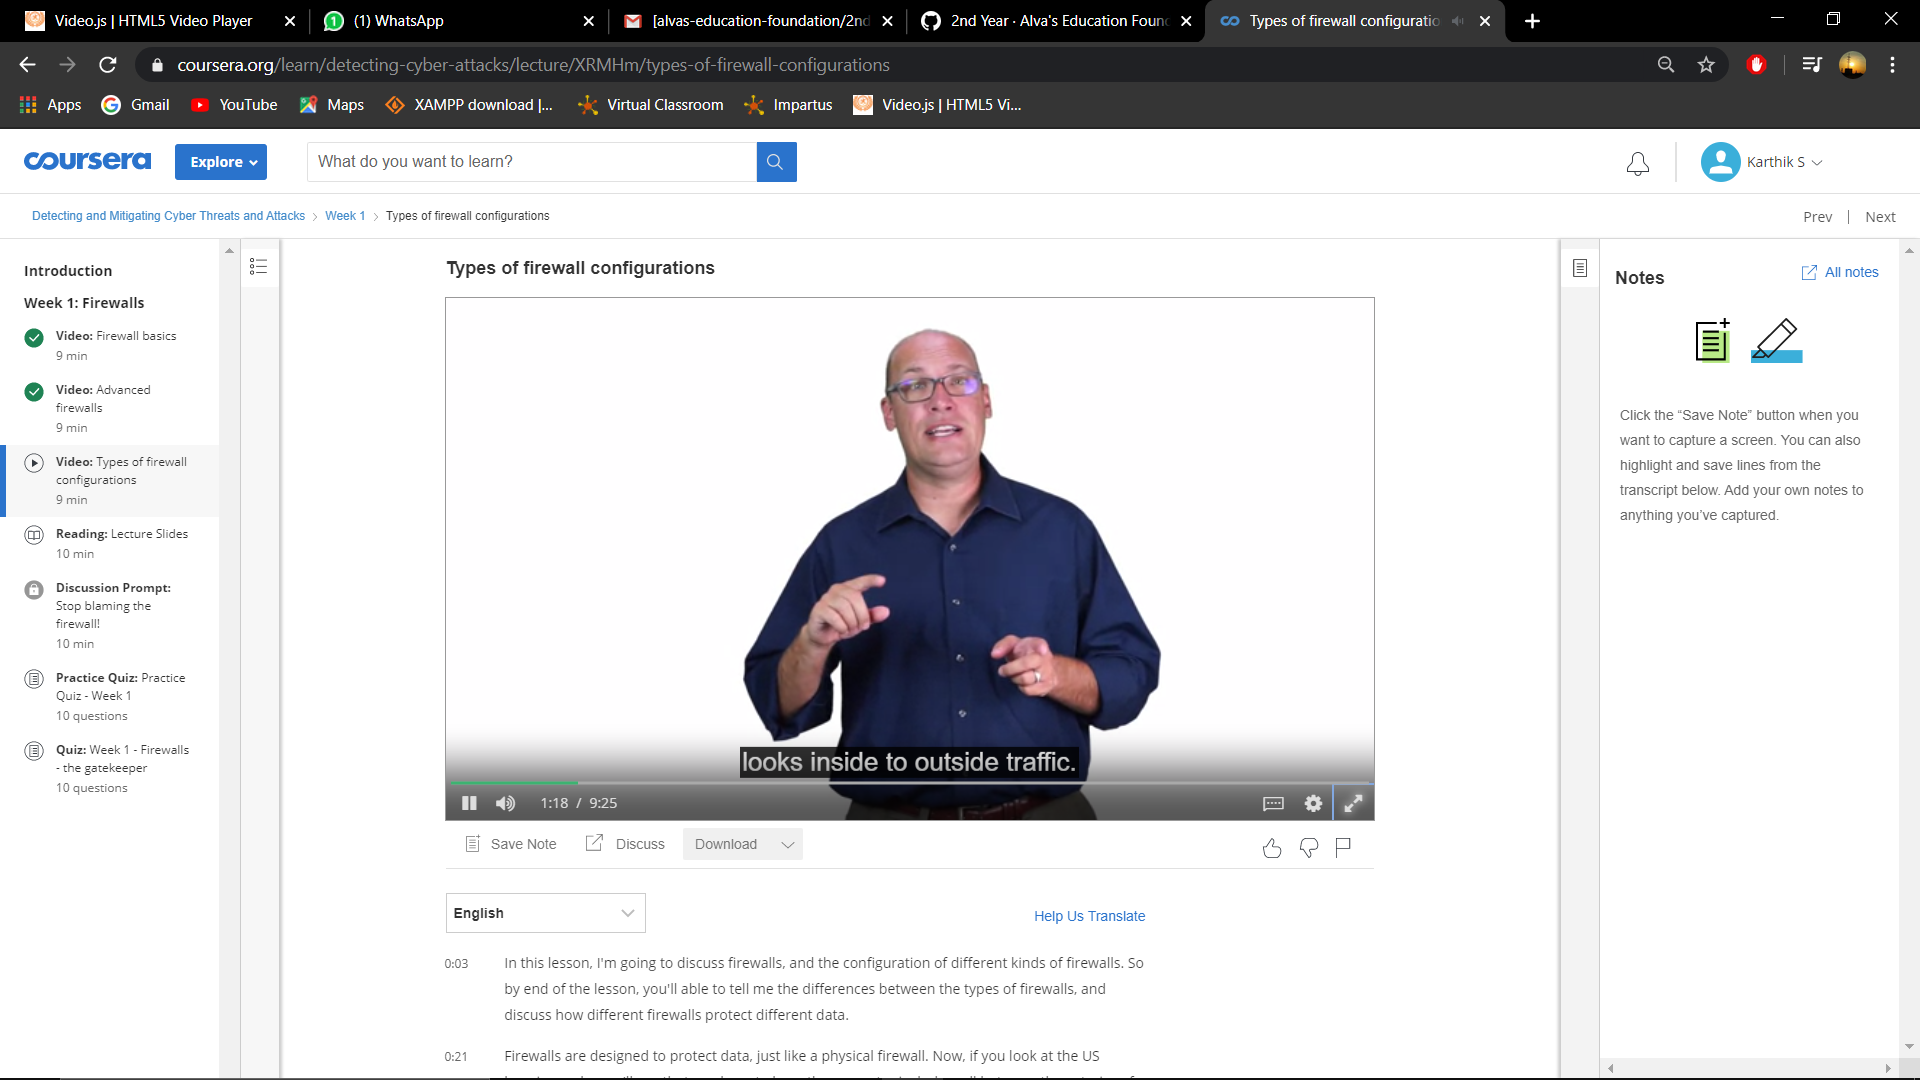 Video.js | HTML5 Video Player
(1) WhatsApp
[alvas-education-foundation/2nd
2nd Year · Alva's Education Foun
Types of firewall configuratio
coursera.org/learn/detecting-cyber-attacks/lecture/XRMHm/types-of-firewall-configurations
Apps
Gmail
YouTube
Maps
XAMPP download |...
Virtual Classroom
Impartus
Video.js | HTML5 Vi...
coursera
Explore
What do you want to learn?
Karthik S
Detecting and Mitigating Cyber Threats and Attacks > Week 1 > Types of firewall configurations
Prev | Next
Introduction
Week 1: Firewalls
Video: Firewall basics
9 min
Video: Advanced
firewalls
9 min
Video: Types of firewall
configurations
9 min
Reading: Lecture Slides
10 min
Discussion Prompt:
Stop blaming the
firewall!
10 min
Practice Quiz: Practice
Quiz - Week 1
10 questions
Quiz: Week 1 - Firewalls
- the gatekeeper
10 questions
Types of firewall configurations
looks inside to outside traffic.
1:18 / 9:25
Save Note
Discuss
Download
English
Help Us Translate
0:03
In this lesson, I'm going to discuss firewalls, and the configuration of different kinds of firewalls. So
by end of the lesson, you'll able to tell me the differences between the types of firewalls, and
discuss how different firewalls protect different data.
0:21
Firewalls are designed to protect data, just like a physical firewall. Now, if you look at the US
Notes
All notes
Click the “Save Note” button when you
want to capture a screen. You can also
highlight and save lines from the
transcript below. Add your own notes to
anything you’ve captured.